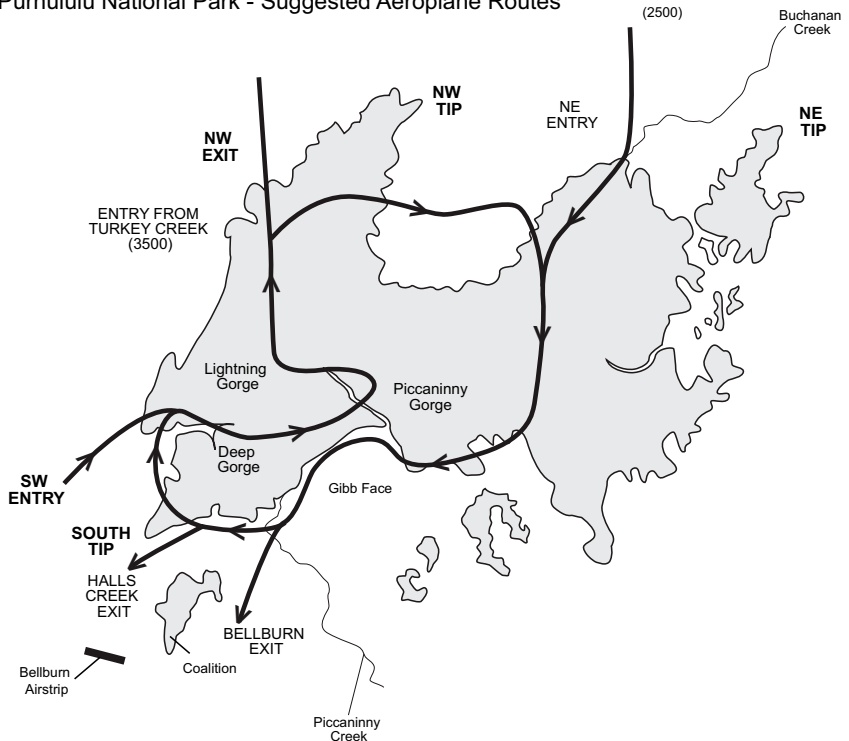 Purnululu National Park - Suggested Aeroplane Routes
(2500)
Buchanan
Creek
NW
TIP
NE
ENTRY
NE
TIP
NW
EXIT
ENTRY FROM
TURKEY CREEK
(3500)
Lightning
Gorge
Piccaninny
Gorge
Deep
Gorge
SW
ENTRY
Gibb Face
SOUTH
TIP
HALLS
CREEK
EXIT
BELLBURN
EXIT
Coalition
Bellburn
Airstrip
Piccaninny
Creek